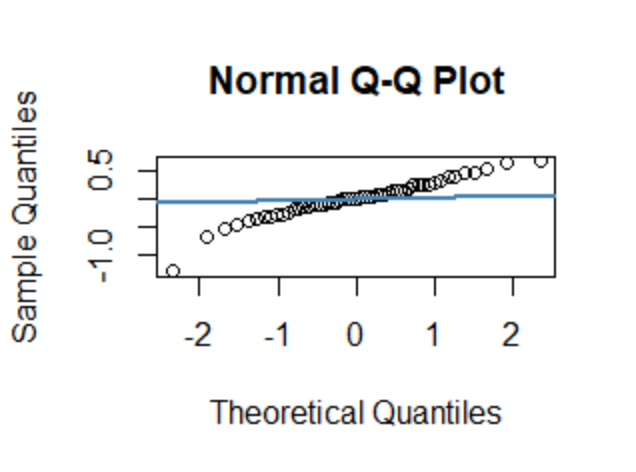 Normal Q-Q Plot
Sample Quantiles
0.5
-1.0
-2 -1 0 1 2
Theoretical Quantiles